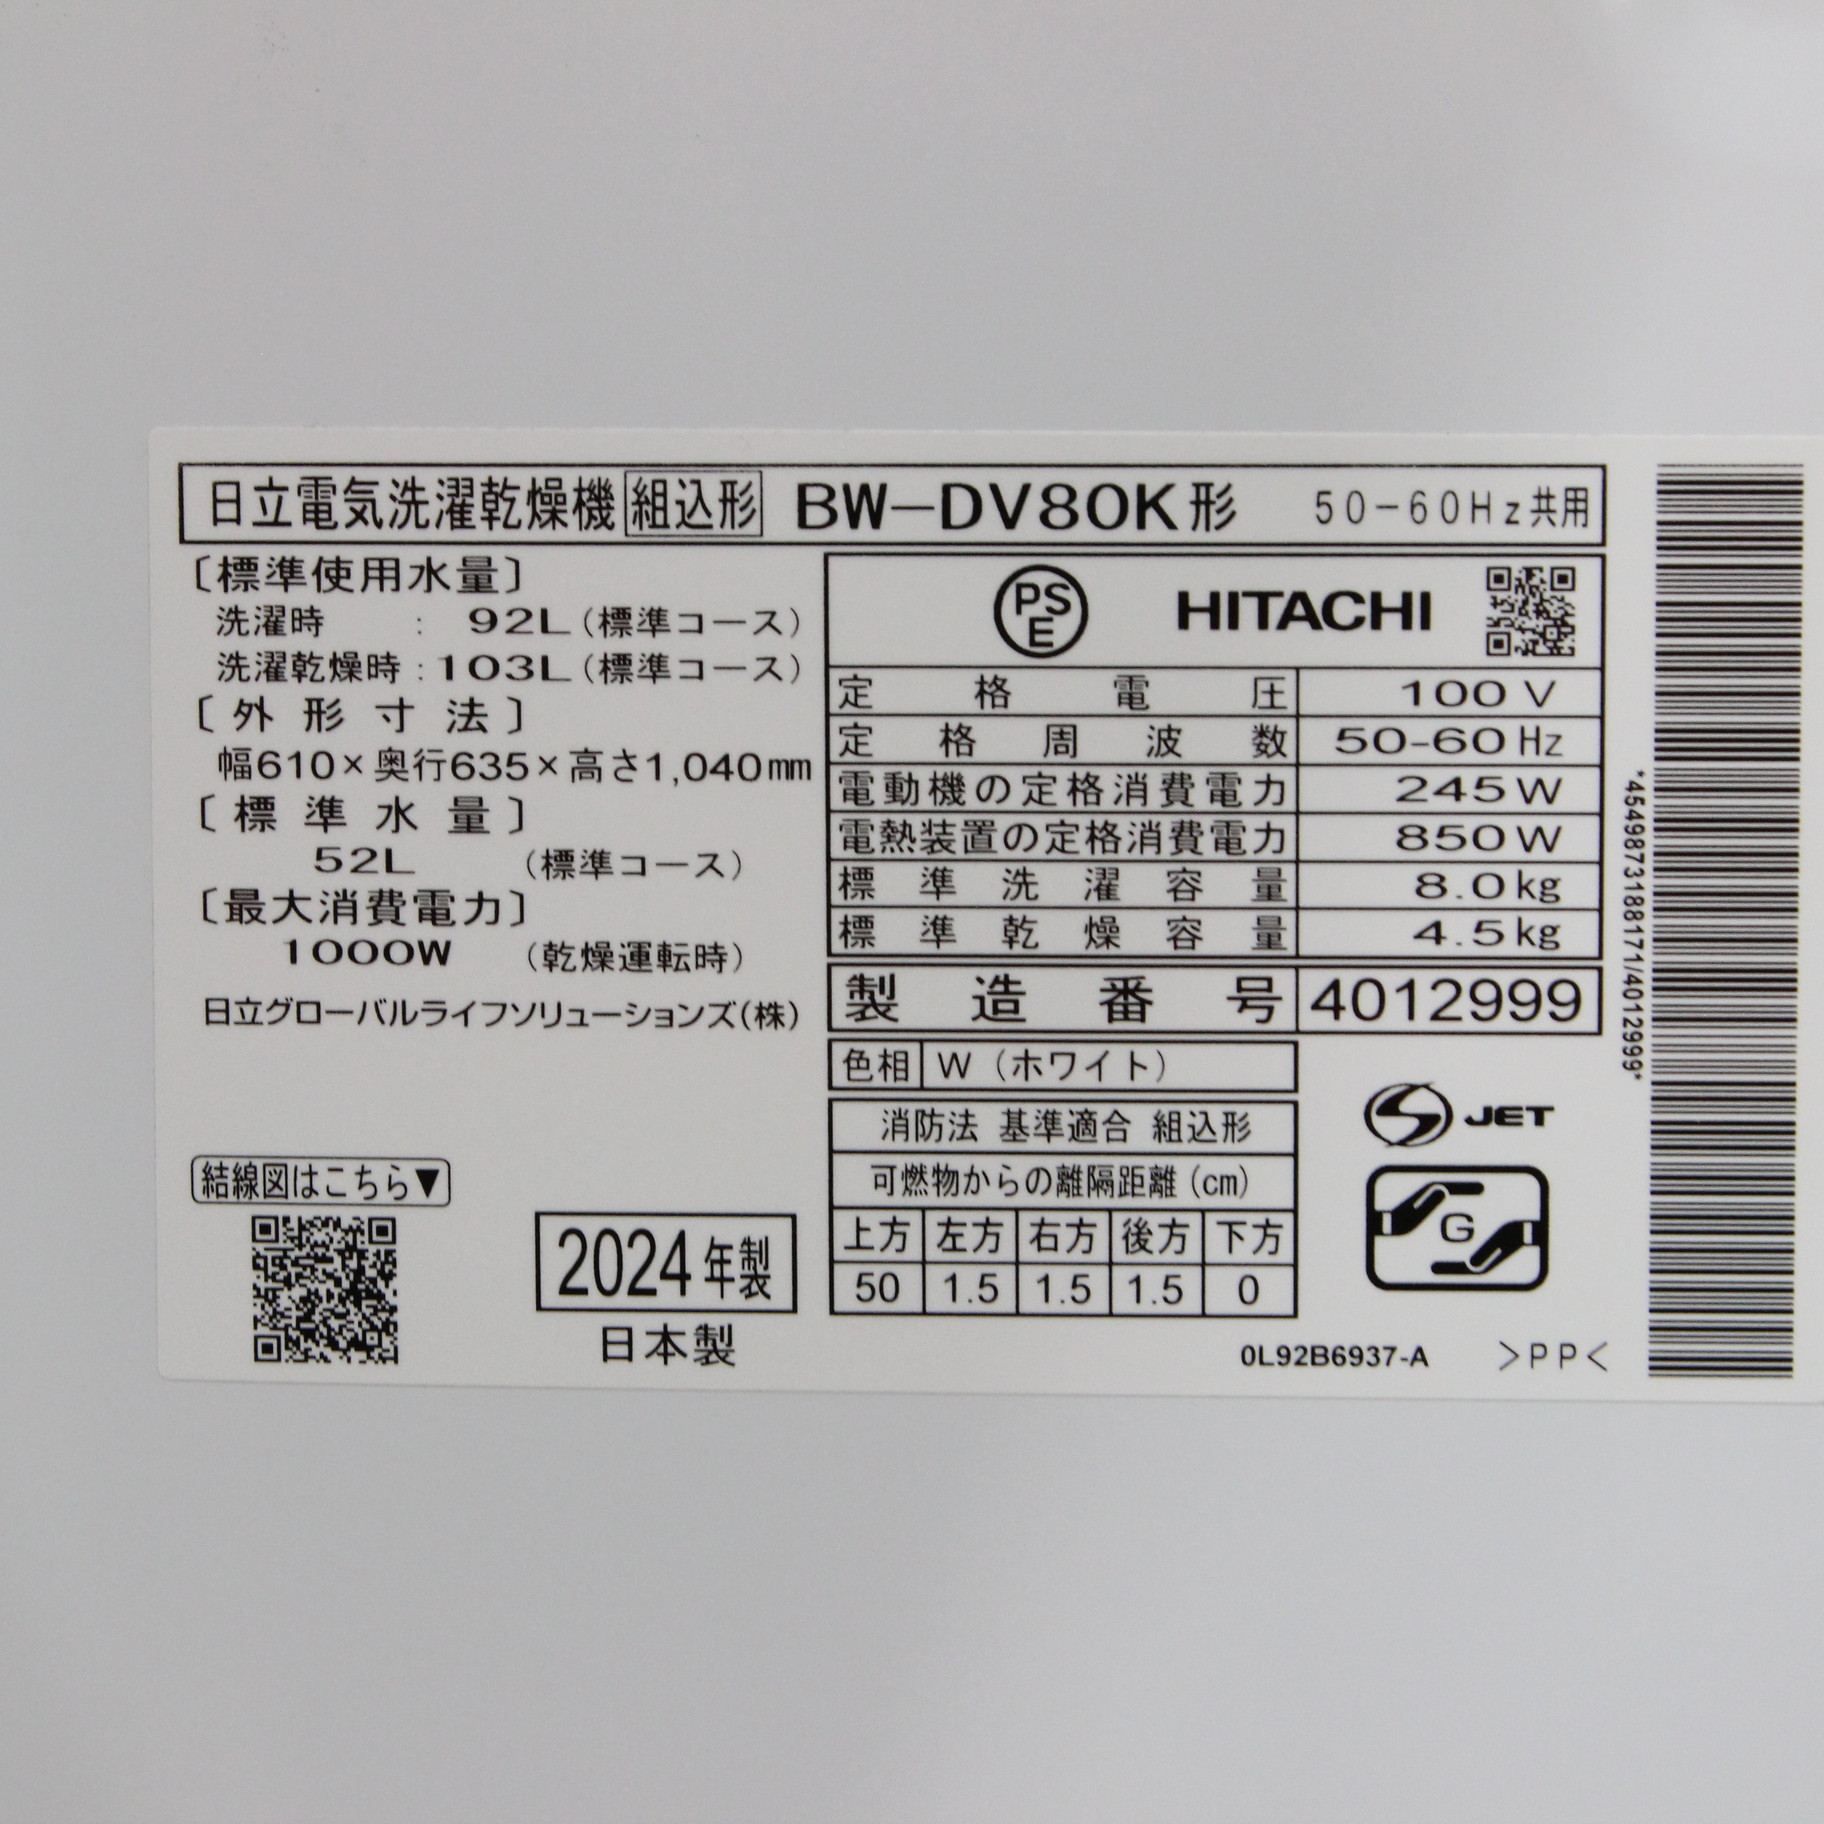 日立電気洗濯乾燥機 組込形 BW-DV80K形 50-60Hz共用
〔標準使用水量〕
洗濯時 : 92L(標準コース)
洗濯乾燥時:103L(標準コース)
〔外形寸法〕
幅610×奥行635×高さ1,040mm
〔標準水量〕
52L (標準コース)
〔最大消費電力〕
1000W (乾燥運転時)
日立グローバルライフソリューションズ(株)
結線図はこちら▼
2024年製
日本製
PSE HITACHI
定格電圧 100V
定格周波数 50-60Hz
電動機の定格消費電力 245W
電熱装置の定格消費電力 850W
標準洗濯容量 8.0kg
標準乾燥容量 4.5kg
製造番号 4012999
色相 W(ホワイト)
消防法 基準適合 組込形
可燃物からの離隔距離(cm)
上方 左方 右方 後方 下方
50 1.5 1.5 1.5 0
S JET
G
0L92B6937-A >PP<
*4549873188171/4012999*